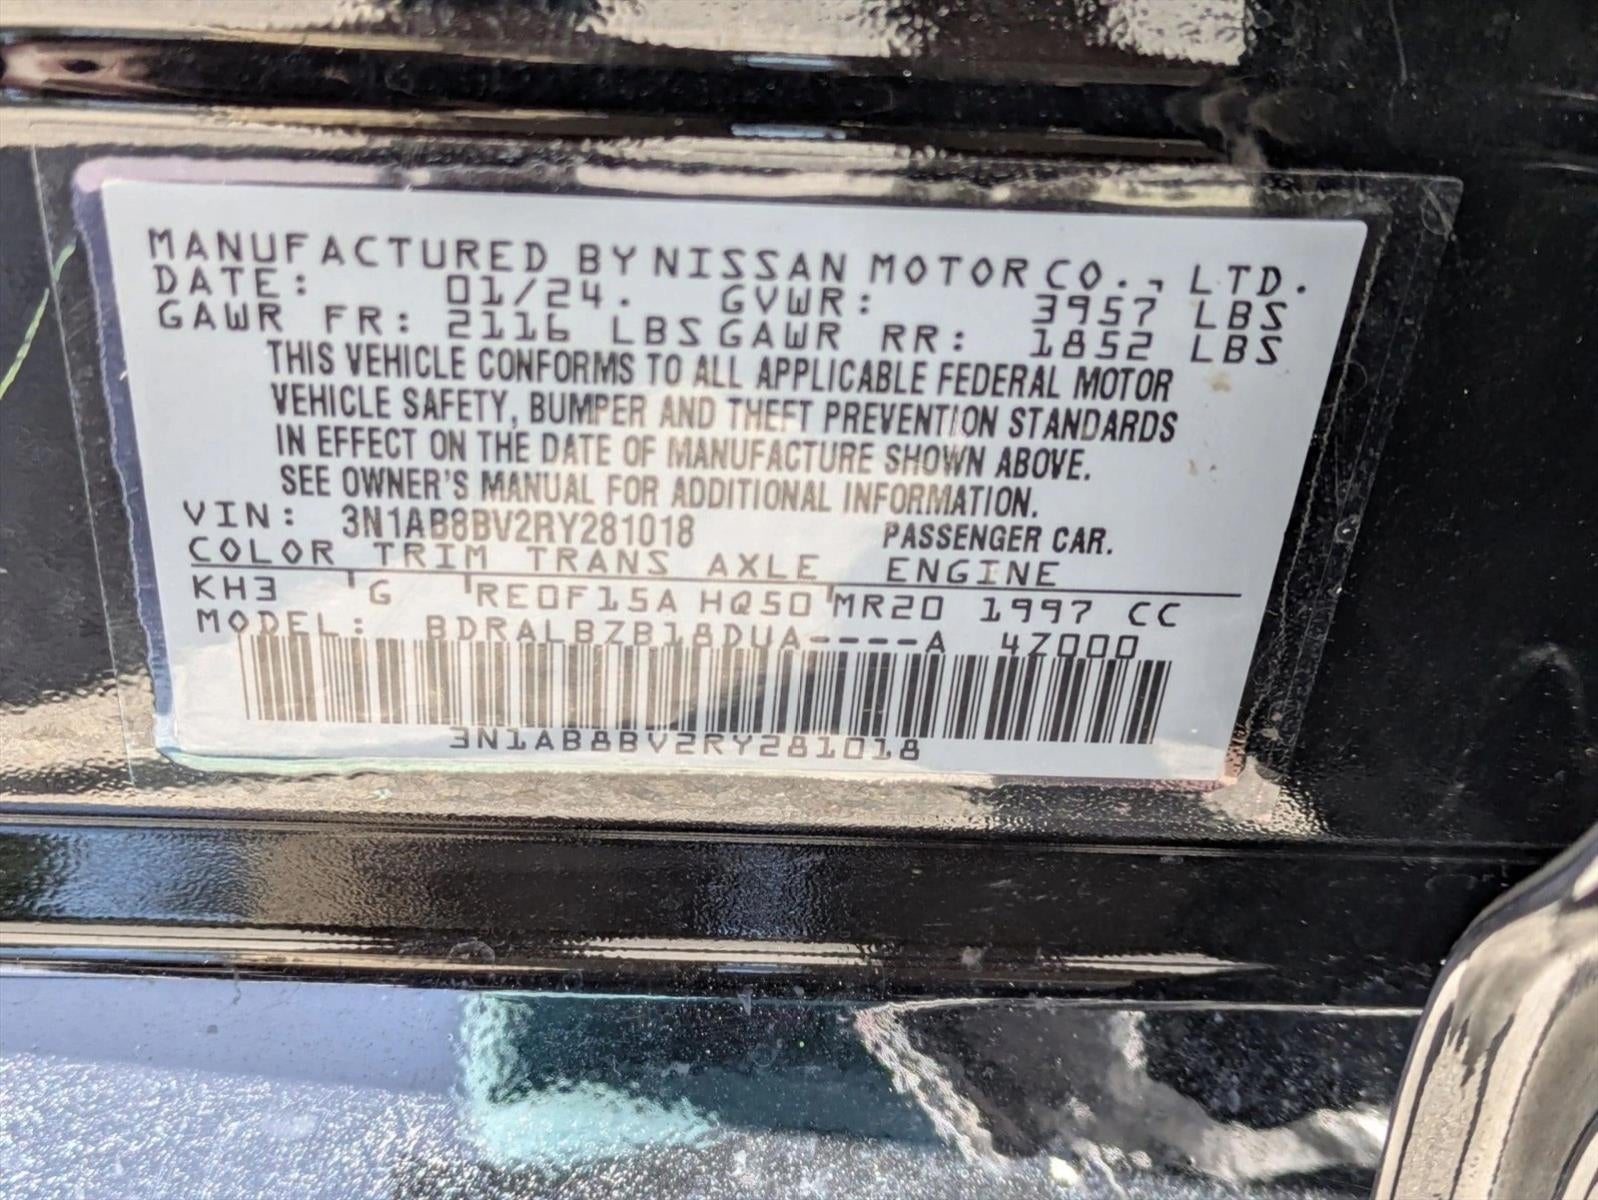 MANUFACTURED BY NISSAN MOTOR CO., LTD.
DATE: 01/24. GVWR: 3957 LBS
GAWR FR: 2116 LBS GAWR RR: 1852 LBS
THIS VEHICLE CONFORMS TO ALL APPLICABLE FEDERAL MOTOR
VEHICLE SAFETY, BUMPER AND THEFT PREVENTION STANDARDS
IN EFFECT ON THE DATE OF MANUFACTURE SHOWN ABOVE.
SEE OWNER'S MANUAL FOR ADDITIONAL INFORMATION.
VIN: 3N1AB8BV2RY281018 PASSENGER CAR.
COLOR TRIM TRANS AXLE ENGINE
KH3 G RE0F15A HQ50 MR20 1997 CC
MODEL: BDRALBZB18DUA----A 4Z000
3N1AB8BV2RY281018